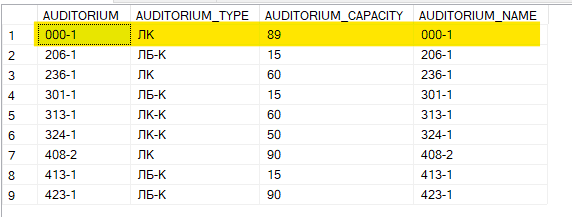 AUDITORIUM AUDITORIUM_TYPE AUDITORIUM_CAPACITY AUDITORIUM_NAME
1 000-1 ЛК 89 000-1
2 206-1 ЛБ-К 15 206-1
3 236-1 ЛК 60 236-1
4 301-1 ЛБ-К 15 301-1
5 313-1 ЛК-К 60 313-1
6 324-1 ЛК-К 50 324-1
7 408-2 ЛК 90 408-2
8 413-1 ЛБ-К 15 413-1
9 423-1 ЛБ-К 90 423-1